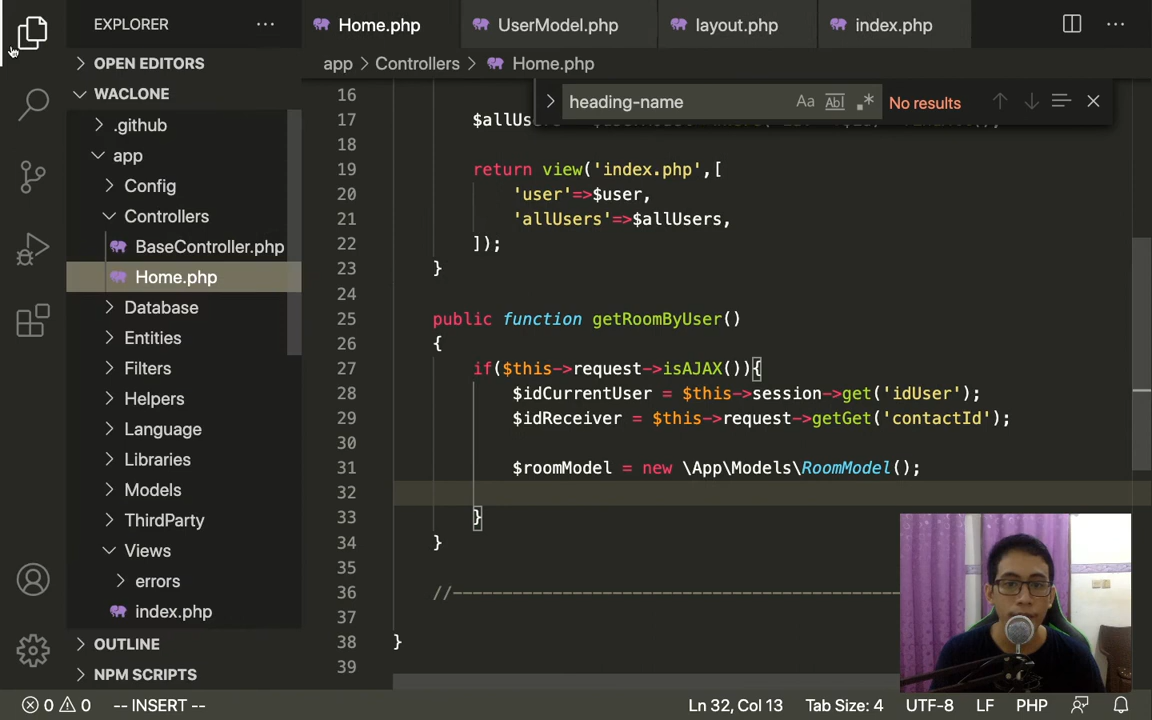 EXPLORER
Home.php
UserModel.php
layout.php
index.php
OPEN EDITORS
app > Controllers > Home.php
WACLONE
heading-name
Aa
Abl
No results
.github
16
app
17 $allUs
18
Config
19 return view('index.php',[
20 'user'=>$user,
Controllers
21 'allUsers'=>$allUsers,
BaseController.php
22 ]);
Home.php
23 }
24
Database
25 public function getRoomByUser()
Entities
26 {
Filters
27 if($this->request->isAJAX()){
28 $idCurrentUser = $this->session->get('idUser');
Helpers
29 $idReceiver = $this->request->getGet('contactId');
Language
30
Libraries
31 $roomModel = new \App\Models\RoomModel();
Models
32
ThirdParty
33 }
34 }
Views
35
errors
36 //------------------------------------
index.php
37
OUTLINE
38 }
39
NPM SCRIPTS
0 0 -- INSERT -- Ln 32, Col 13 Tab Size: 4 UTF-8 LF PHP